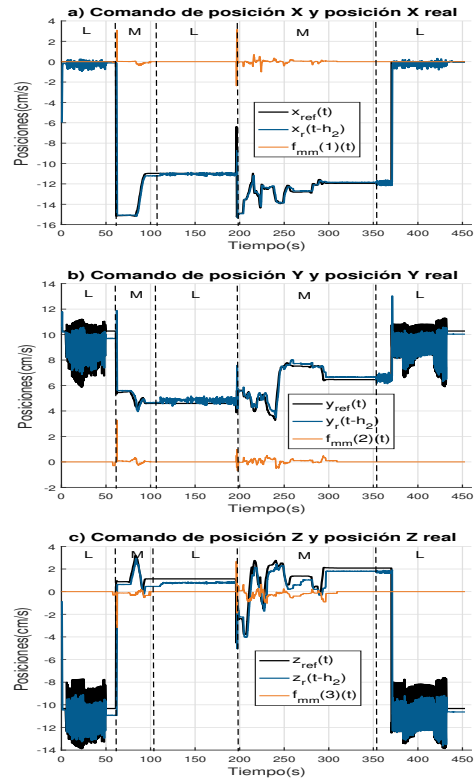 a) Comando de posición X y posición X real
L M L M L
4
2
0
-2
-4
-6
-8
-10
-12
-14
-16
Posiciones(cm/s)
x_ref(t)
x_r(t-h_2)
f_mm(1)(t)
0 50 100 150 200 250 300 350 400 450
Tiempo(s)
b) Comando de posición Y y posición Y real
L M L M L
14
12
10
8
6
4
2
0
-2
Posiciones(cm/s)
y_ref(t)
y_r(t-h_2)
f_mm(2)(t)
0 50 100 150 200 250 300 350 400 450
Tiempo(s)
c) Comando de posición Z y posición Z real
L M L M L
4
2
0
-2
-4
-6
-8
-10
-12
-14
Posiciones(cm/s)
z_ref(t)
z_r(t-h_2)
f_mm(3)(t)
0 50 100 150 200 250 300 350 400 450
Tiempo(s)